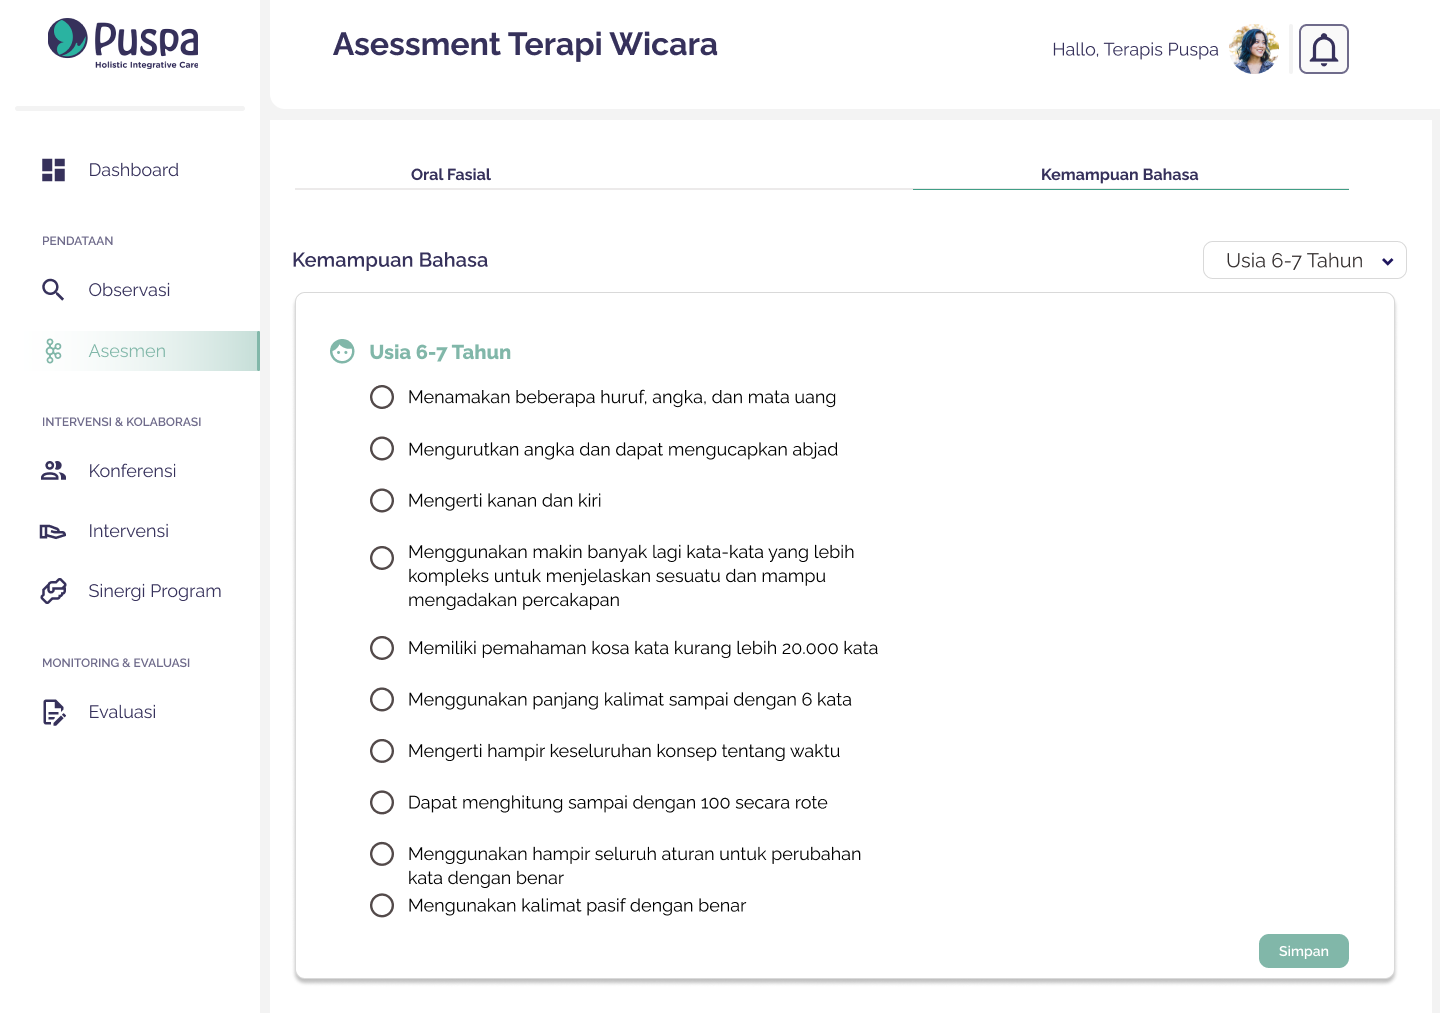 Puspa
Holistic Integrative Care
Asessment Terapi Wicara
Hallo, Terapis Puspa
Dashboard
PENDATAAN
Observasi
Asesmen
INTERVENSI & KOLABORASI
Konferensi
Intervensi
Sinergi Program
MONITORING & EVALUASI
Evaluasi
Oral Fasial
Kemampuan Bahasa
Kemampuan Bahasa
Usia 6-7 Tahun
Usia 6-7 Tahun
Menamakan beberapa huruf, angka, dan mata uang
Mengurutkan angka dan dapat mengucapkan abjad
Mengerti kanan dan kiri
Menggunakan makin banyak lagi kata-kata yang lebih
kompleks untuk menjelaskan sesuatu dan mampu
mengadakan percakapan
Memiliki pemahaman kosa kata kurang lebih 20.000 kata
Menggunakan panjang kalimat sampai dengan 6 kata
Mengerti hampir keseluruhan konsep tentang waktu
Dapat menghitung sampai dengan 100 secara rote
Menggunakan hampir seluruh aturan untuk perubahan
kata dengan benar
Mengunakan kalimat pasif dengan benar
Simpan